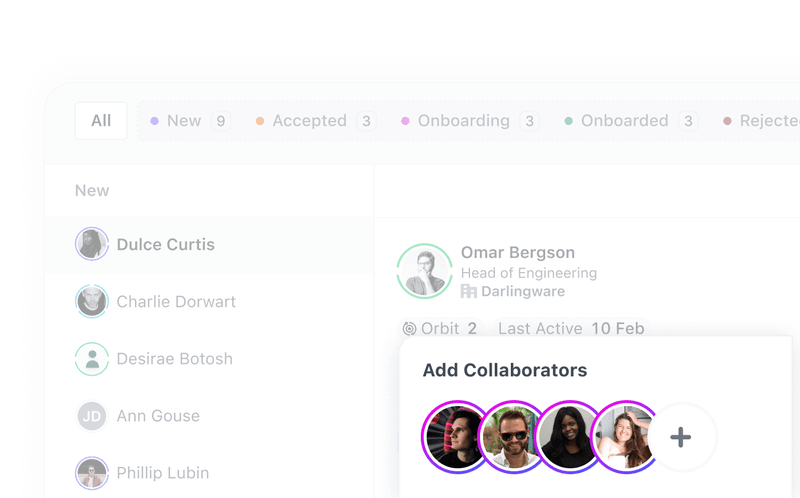 All New 9 Accepted 3 Onboarding 3 Onboarded 3 Rejecte
New
Dulce Curtis
Charlie Dorwart
Desirae Botosh
JD Ann Gouse
Phillip Lubin
Omar Bergson
Head of Engineering
Darlingware
Orbit 2 Last Active 10 Feb
Add Collaborators
+